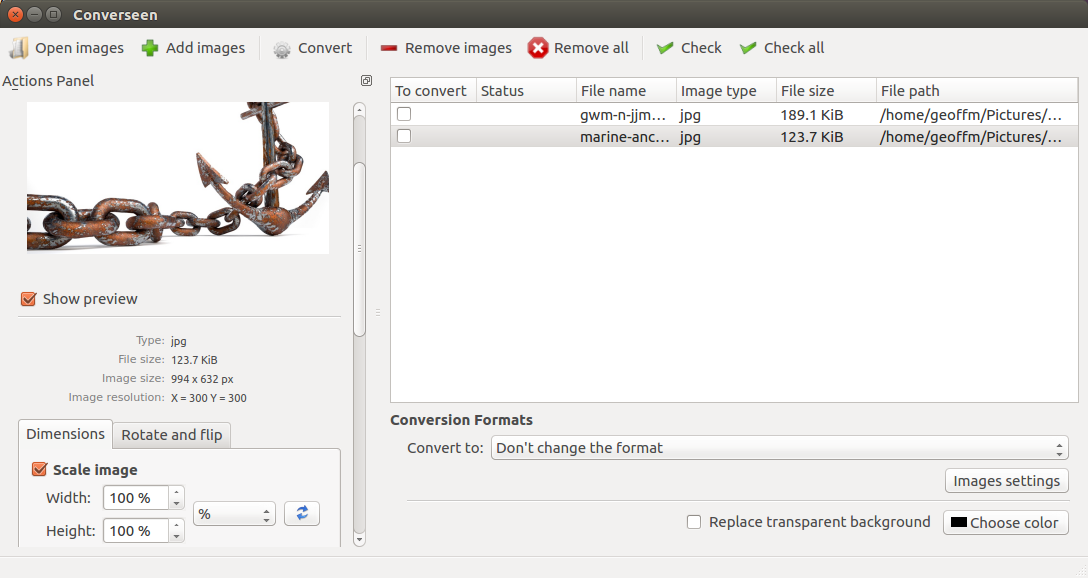 Converseen
Open images Add images Convert Remove images Remove all Check Check all
Actions Panel
To convert Status File name Image type File size File path
gwm-n-jjm... jpg 189.1 KiB /home/geoffm/Pictures/...
marine-anc... jpg 123.7 KiB /home/geoffm/Pictures/...
Show preview
Type: jpg
File size: 123.7 KiB
Image size: 994 x 632 px
Image resolution: X = 300 Y = 300
Dimensions Rotate and flip
Scale image
Width: 100 %
%
Height: 100 %
Conversion Formats
Convert to: Don't change the format
Images settings
Replace transparent background Choose color